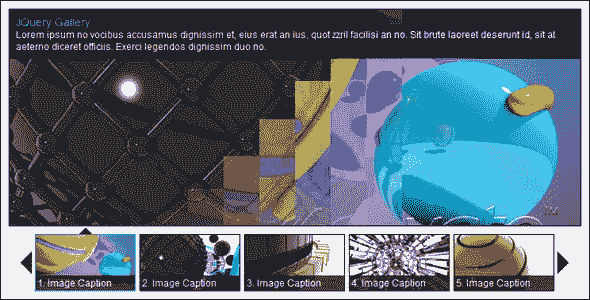 JQuery Gallery
Lorem ipsum no vocibus accusamus dignissim et, eius erat an ius, quot zzril facilisi an no. Sit brute laoreet deserunt id, sit at
aeterno diceret officiis. Exerci legendos dignissim duo no.
1. Image Caption
2. Image Caption
3. Image Caption
4. Image Caption
5. Image Caption